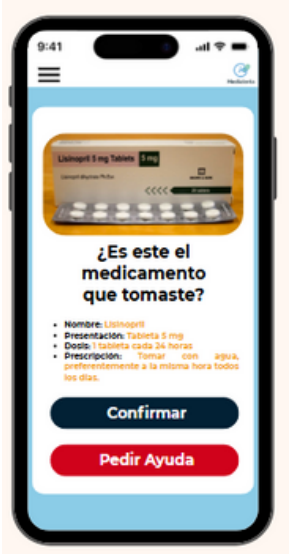 9:41
Lisinopril 5 mg Tablets 5 mg
¿Es este el
medicamento
que tomaste?
Nombre: Lisinopril
Presentación: Tableta 5 mg
Dosis: 1 tableta cada 24 horas
Prescripción: Tomar con agua,
preferentemente a la misma hora todos
los días.
Confirmar
Pedir Ayuda